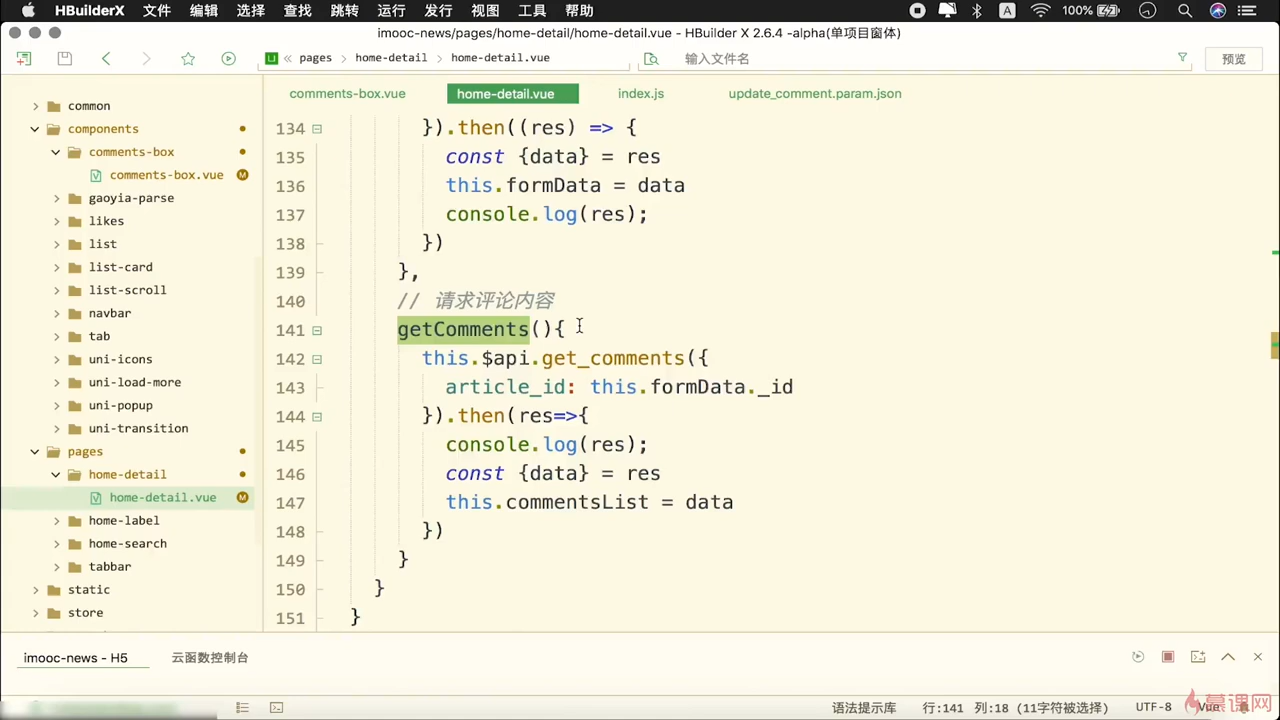 HBuilderX 文件 编辑 选择 查找 跳转 运行 发行 视图 工具 帮助 100%
imooc-news/pages/home-detail/home-detail.vue - HBuilder X 2.6.4 -alpha(单项目窗体)
pages home-detail home-detail.vue 输入文件名 预览
comments-box.vue home-detail.vue index.js update_comment.param.json
common
components
comments-box
comments-box.vue
gaoyia-parse
likes
list
list-card
list-scroll
navbar
tab
uni-icons
uni-load-more
uni-popup
uni-transition
pages
home-detail
home-detail.vue
home-label
home-search
tabbar
static
store
134 }).then((res) => {
135 const {data} = res
136 this.formData = data
137 console.log(res);
138 })
139 },
140 // 请求评论内容
141 getComments(){
142 this.$api.get_comments({
143 article_id: this.formData._id
144 }).then(res=>{
145 console.log(res);
146 const {data} = res
147 this.commentsList = data
148 })
149 }
150 }
151 }
imooc-news - H5 云函数控制台
语法提示库 行:141 列:18 (11字符被选择) UTF-8 Vue
慕课网